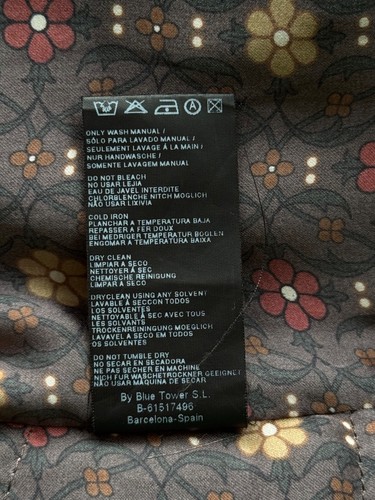 ONLY WASH MANUAL /
SÓLO PARA LAVADO MANUAL /
SEULEMENT LAVAGE Á LA MAIN /
NUR HANDWASCHE /
SOMENTE LAVAGEM MANUAL
DO NOT BLEACH
NO USAR LEJIA
EAU DE JAVEL INTERDITE
CHLORBLENCHE NITCH MOGLICH
NÃO USAR LIXIVIA
COLD IRON
PLANCHAR A TEMPERATURA BAJA
REPASSER A FER DOUX
BEI MEDRIGER TEMPERATUR BOGLEN
ENGOMAR A TEMPERATURA BAIXA
DRY CLEAN
LIMPIAR A SECO
NETTOYER À SEC
CHEMISCHE REINIGUNG
LIMPAR A SECO
DRYCLEAN USING ANY SOLVENT
LAVABLE A SECCON TODOS
LOS SOLVENTES
NETTOYABLE À SEC AVEC TOUS
LES SOLVANTS
TROCKENREININGUNG MOEGLICH
LAVAVEL A SECO EM TODOS
OS SOLVENTES
DO NOT TUMBLE DRY
NO SECAR EN SECADORA
NE PAS SÉCHER EN MACHINE
NICH FUR WASCHETROCKNER GEEIGNET
NÃO USAR MÁQUINA DE SECAR
By Blue Tower S.L.
B-61517496
Barcelona-Spain